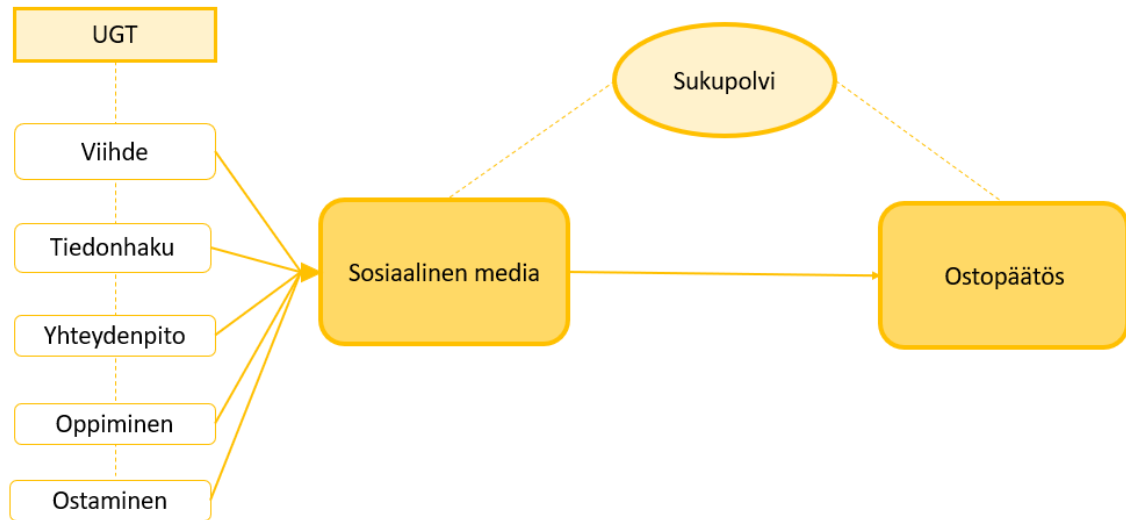 UGT
Sukupolvi
Viihde
Tiedonhaku
Sosiaalinen media
Ostopäätös
Yhteydenpito
Oppiminen
Ostaminen